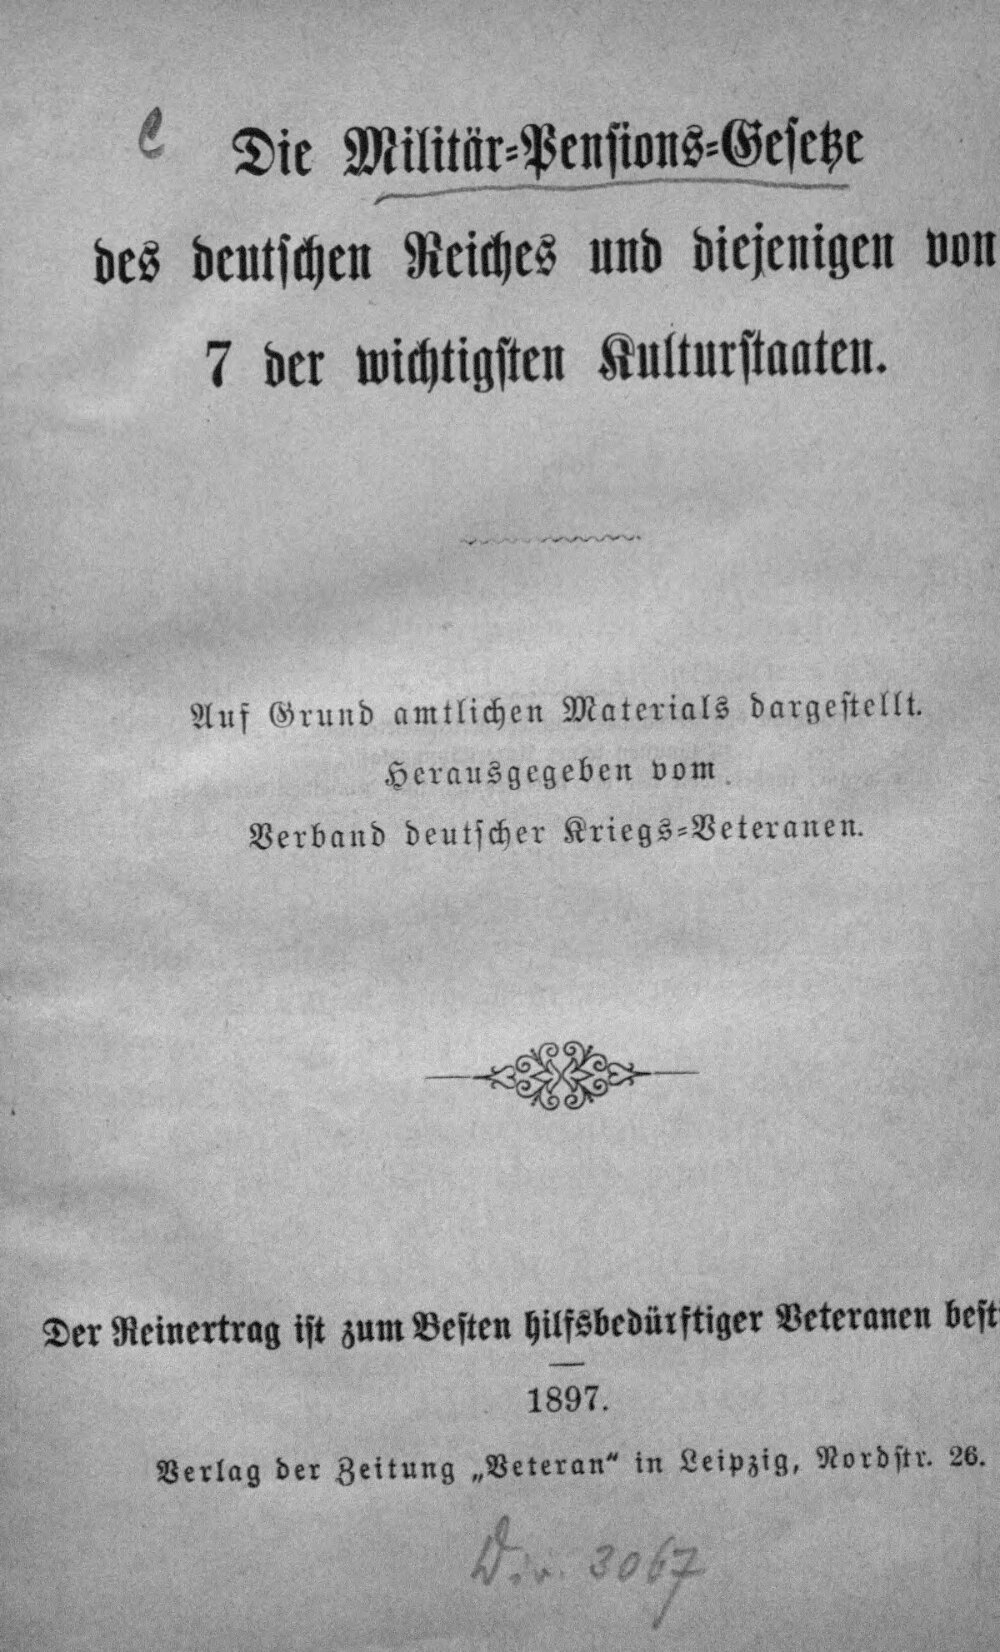 C
Die Militär-Pensions-Gesetze
des deutschen Reiches und diejenigen von
7 der wichtigsten Kulturstaaten.
Auf Grund amtlichen Materials dargestellt.
Herausgegeben vom
Verband deutscher Kriegs-Veteranen.
Der Reinertrag ist zum Besten hilfsbedürftiger Veteranen besti
1897.
Verlag der Zeitung „Veteran“ in Leipzig, Nordstr. 26.
3067